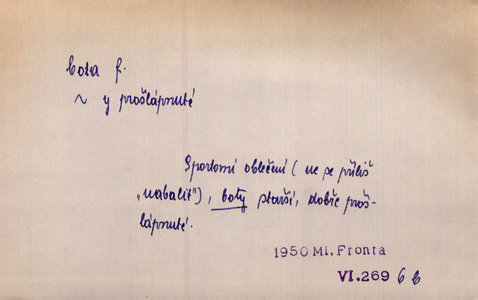 bota f.
~ y prošlápnuté
Sportovní oblečení (ne se příliš
„nabalit"), boty starší, dobře proš-
lápnuté.
1950 Ml. Fronta
VI.269 6 b